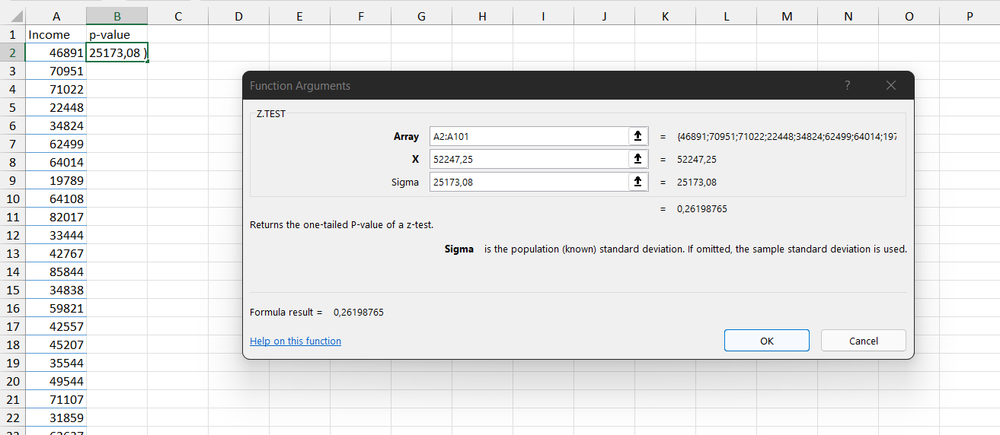 A B C D E F G H I J K L M N O P
1 Income p-value
2 46891 25173,08 )
3 70951
4 71022
5 22448
6 34824
7 62499
8 64014
9 19789
10 64108
11 82017
12 33444
13 42767
14 85844
15 34838
16 59821
17 42557
18 45207
19 35544
20 49544
21 71107
22 31859
Function Arguments ?
Z.TEST
Array A2:A101 = {46891;70951;71022;22448;34824;62499;64014;197
X 52247,25 = 52247,25
Sigma 25173,08 = 25173,08
= 0,26198765
Returns the one-tailed P-value of a z-test.
Sigma is the population (known) standard deviation. If omitted, the sample standard deviation is used.
Formula result = 0,26198765
Help on this function OK Cancel